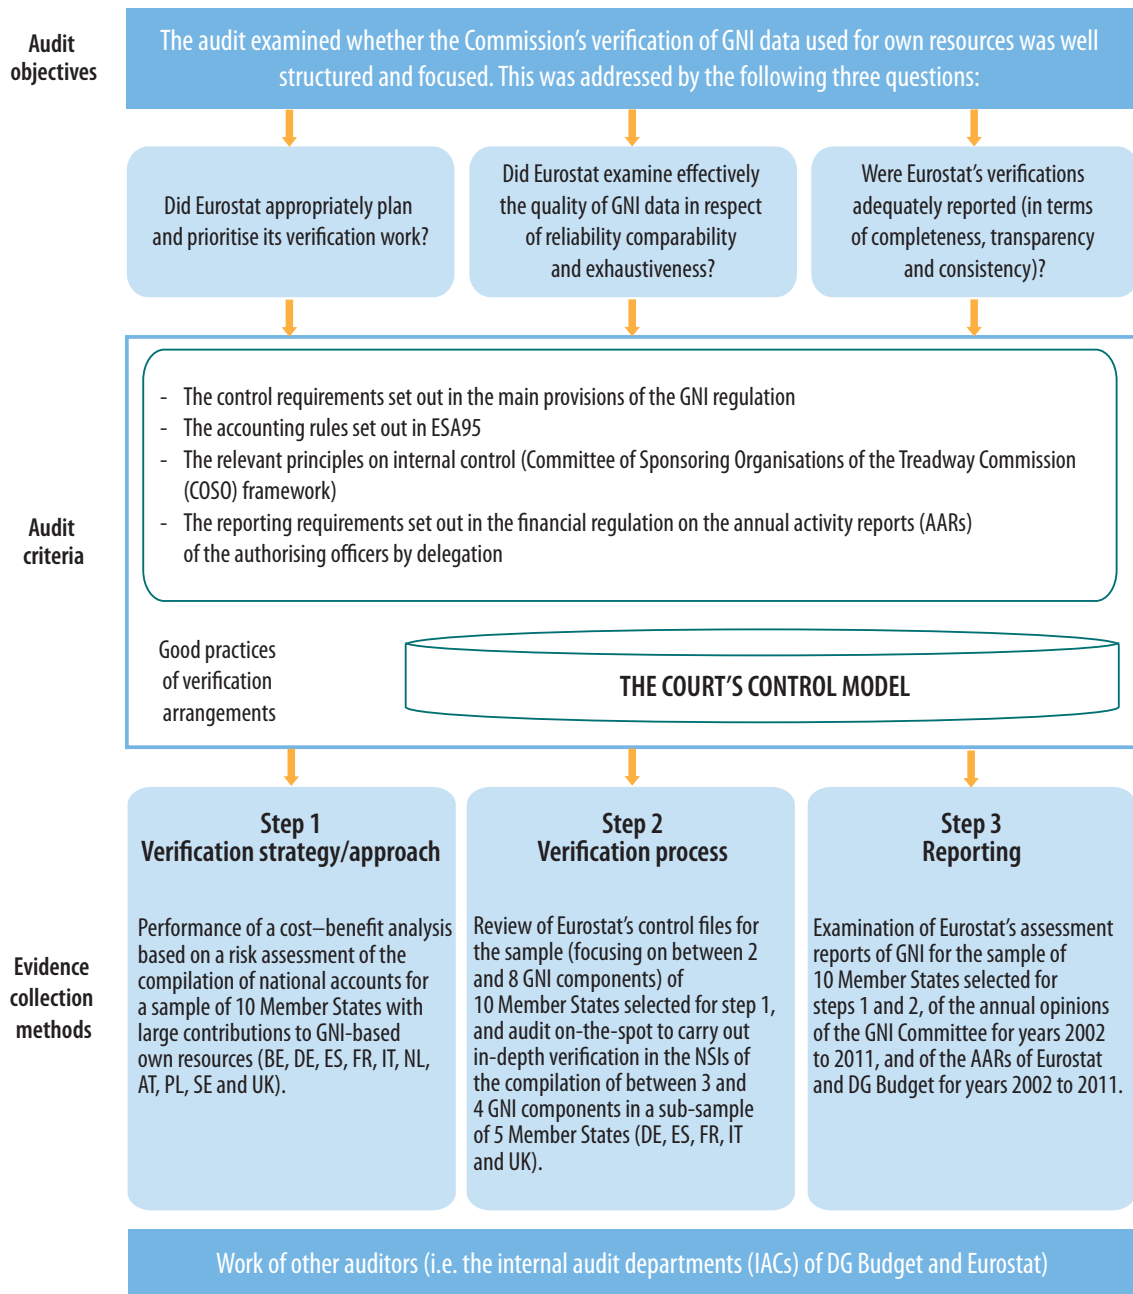 Audit
objectives
The audit examined whether the Commission's verification of GNI data used for own resources was well
structured and focused. This was addressed by the following three questions:
Did Eurostat appropriately plan
and prioritise its verification work?
Did Eurostat examine effectively
the quality of GNI data in respect
of reliability comparability
and exhaustiveness?
Were Eurostat's verifications
adequately reported (in terms
of completeness, transparency
and consistency)?
Audit
criteria
- The control requirements set out in the main provisions of the GNI regulation
- The accounting rules set out in ESA95
- The relevant principles on internal control (Committee of Sponsoring Organisations of the Treadway Commission
(COSO) framework)
- The reporting requirements set out in the financial regulation on the annual activity reports (AARs)
of the authorising officers by delegation
Good practices
of verification
arrangements
THE COURT'S CONTROL MODEL
Evidence
collection
methods
Step 1
Verification strategy/approach
Performance of a cost–benefit analysis
based on a risk assessment of the
compilation of national accounts for
a sample of 10 Member States with
large contributions to GNI-based
own resources (BE, DE, ES, FR, IT, NL,
AT, PL, SE and UK).
Step 2
Verification process
Review of Eurostat's control files for
the sample (focusing on between 2
and 8 GNI components) of
10 Member States selected for step 1,
and audit on-the-spot to carry out
in-depth verification in the NSIs of
the compilation of between 3 and
4 GNI components in a sub-sample
of 5 Member States (DE, ES, FR, IT
and UK).
Step 3
Reporting
Examination of Eurostat's assessment
reports of GNI for the sample of
10 Member States selected for
steps 1 and 2, of the annual opinions
of the GNI Committee for years 2002
to 2011, and of the AARs of Eurostat
and DG Budget for years 2002 to 2011.
Work of other auditors (i.e. the internal audit departments (IACs) of DG Budget and Eurostat)